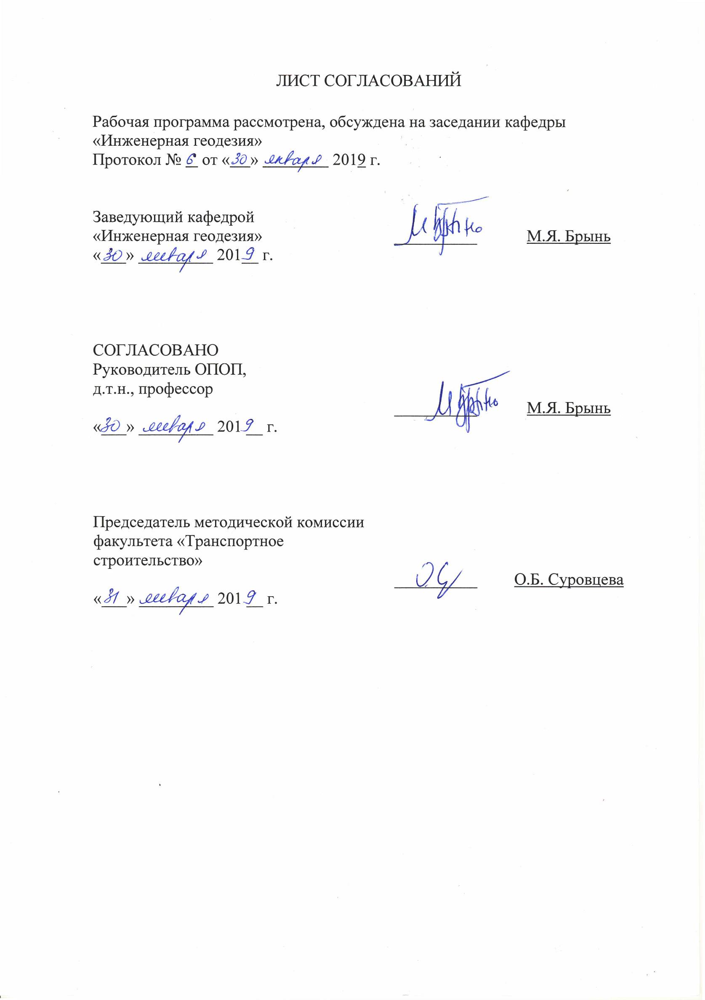 ЛИСТ СОГЛАСОВАНИЙ
Рабочая программа рассмотрена, обсуждена на заседании кафедры
«Инженерная геодезия»
Протокол № 6 от «30» января 2019 г.
Заведующий кафедрой
«Инженерная геодезия» М.Я. Брынь
«30» января 2019 г.
СОГЛАСОВАНО
Руководитель ОПОП,
д.т.н., профессор
М.Я. Брынь
«30» января 2019 г.
Председатель методической комиссии
факультета «Транспортное
строительство»
О.Б. Суровцева
«31» января 2019 г.